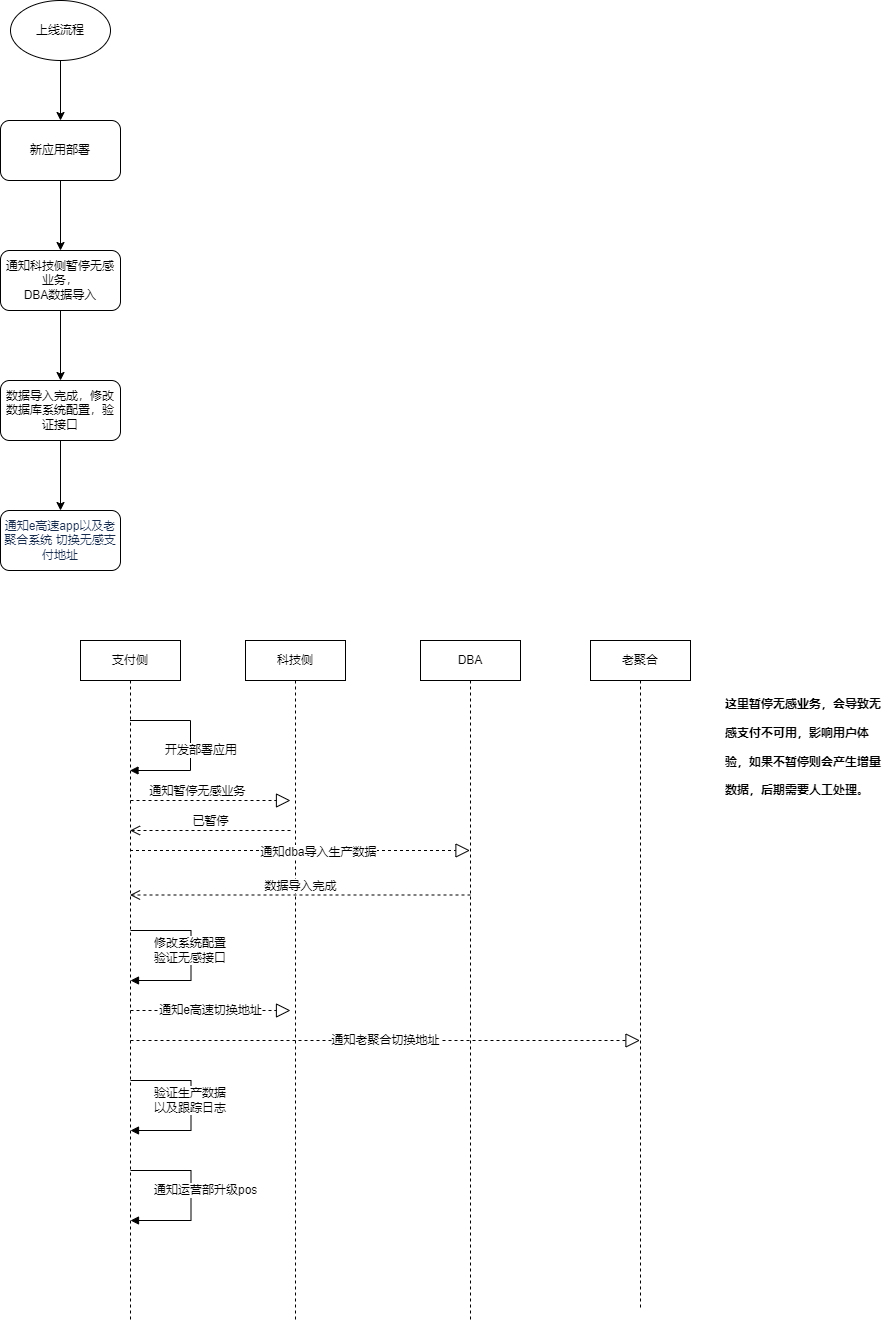 上线流程
新应用部署
通知科技侧暂停无感
业务，
DBA数据导入
数据导入完成，修改
数据库系统配置，验
证接口
通知e高速app以及老
聚合系统 切换无感支
付地址
支付侧
科技侧
DBA
老聚合
这里暂停无感业务，会导致无
感支付不可用，影响用户体
验，如果不暂停则会产生增量
数据，后期需要人工处理。
开发部署应用
通知暂停无感业务
已暂停
通知dba导入生产数据
数据导入完成
修改系统配置
验证无感接口
通知e高速切换地址
通知老聚合切换地址
验证生产数据
以及跟踪日志
通知运营部升级pos